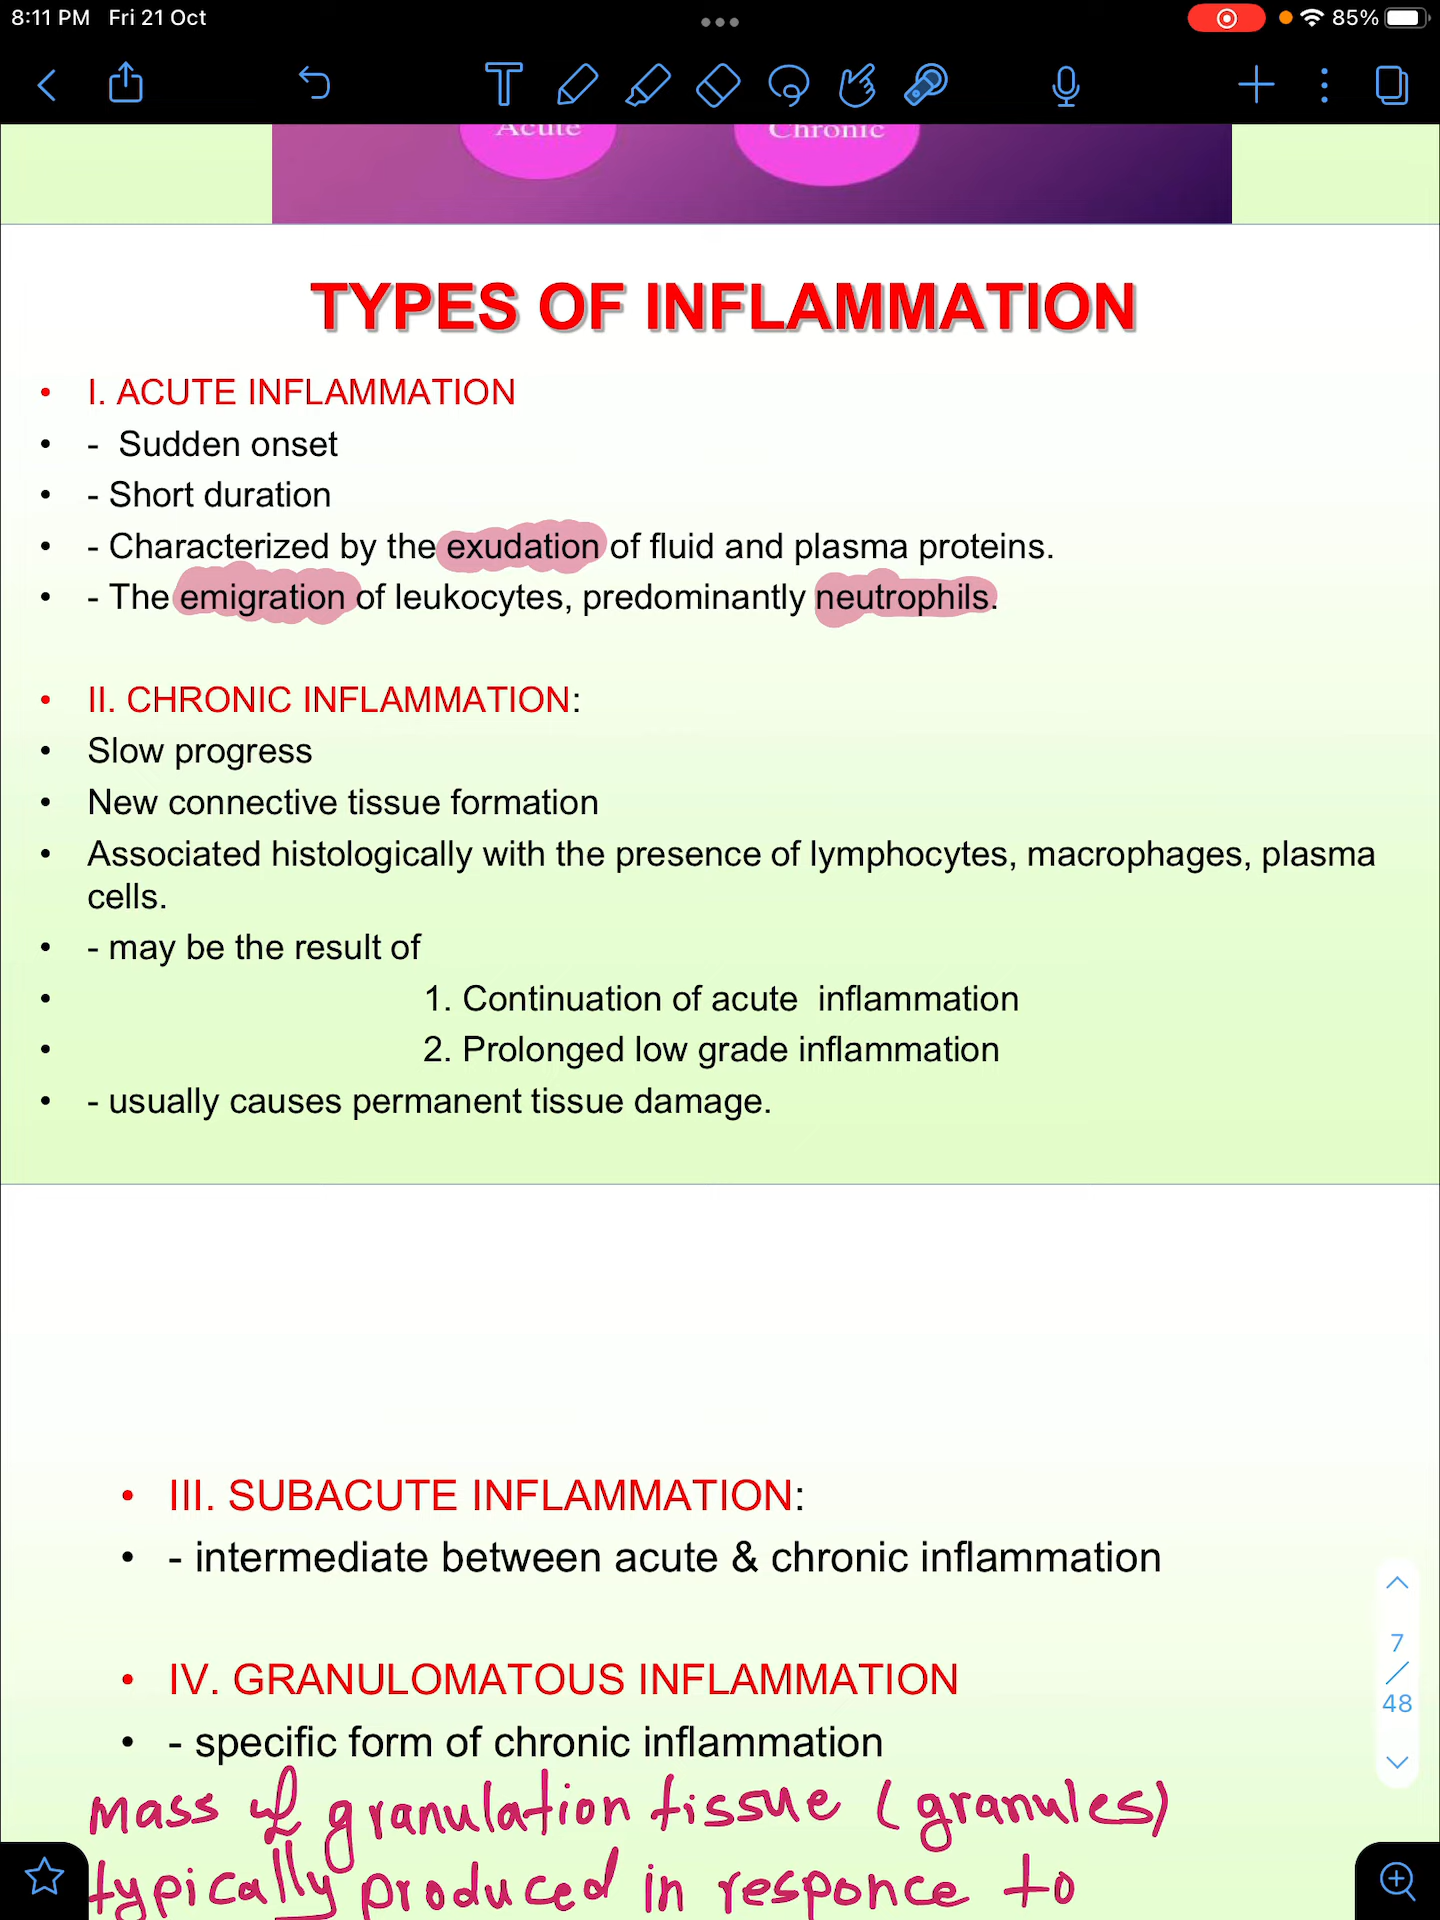 8:11 PM Fri 21 Oct
85%
Acute Chronic
TYPES OF INFLAMMATION
• I. ACUTE INFLAMMATION
• - Sudden onset
• - Short duration
• - Characterized by the exudation of fluid and plasma proteins.
• - The emigration of leukocytes, predominantly neutrophils.
• II. CHRONIC INFLAMMATION:
• Slow progress
• New connective tissue formation
• Associated histologically with the presence of lymphocytes, macrophages, plasma
cells.
• - may be the result of
• 1. Continuation of acute inflammation
• 2. Prolonged low grade inflammation
• - usually causes permanent tissue damage.
• III. SUBACUTE INFLAMMATION:
• - intermediate between acute & chronic inflammation
• IV. GRANULOMATOUS INFLAMMATION
• - specific form of chronic inflammation
mass of granulation tissue (granules)
typically produced in responce to
7
/
48